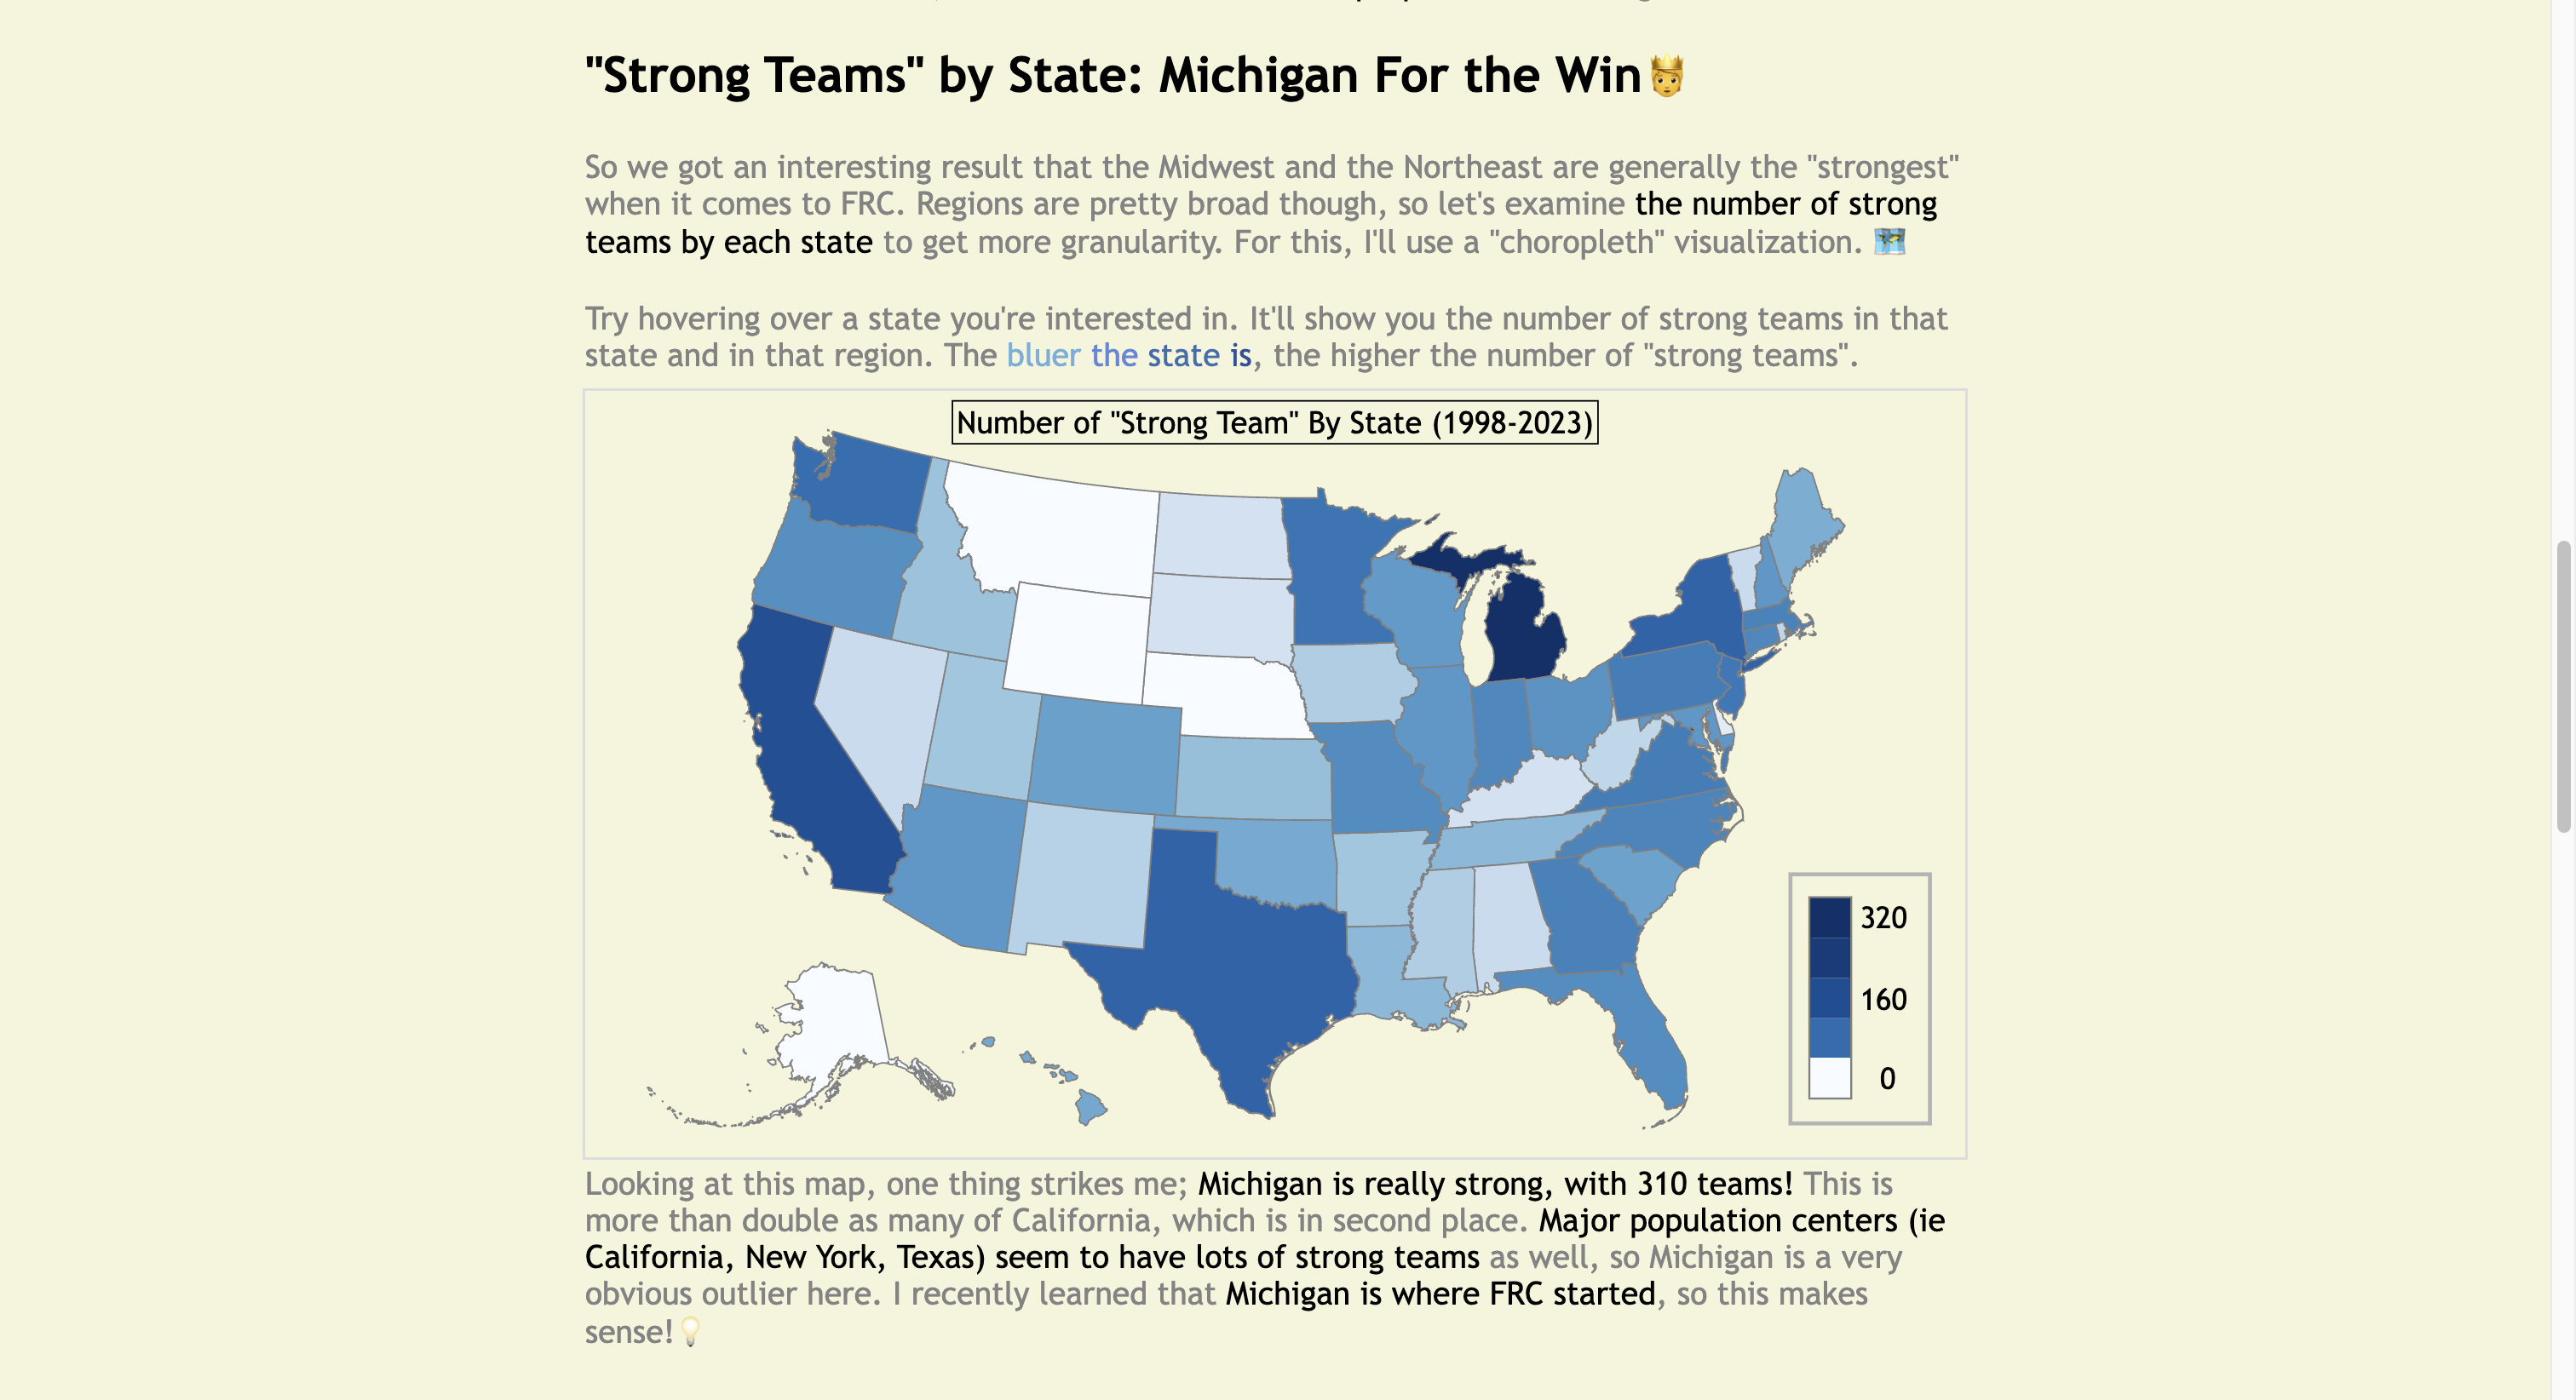 "Strong Teams" by State: Michigan For the Win🤴
So we got an interesting result that the Midwest and the Northeast are generally the "strongest"
when it comes to FRC. Regions are pretty broad though, so let's examine the number of strong
teams by each state to get more granularity. For this, I'll use a "choropleth" visualization. 🗺️
Try hovering over a state you're interested in. It'll show you the number of strong teams in that
state and in that region. The bluer the state is, the higher the number of "strong teams".
Number of "Strong Team" By State (1998-2023)
320
160
0
Looking at this map, one thing strikes me; Michigan is really strong, with 310 teams! This is
more than double as many of California, which is in second place. Major population centers (ie
California, New York, Texas) seem to have lots of strong teams as well, so Michigan is a very
obvious outlier here. I recently learned that Michigan is where FRC started, so this makes
sense!💡